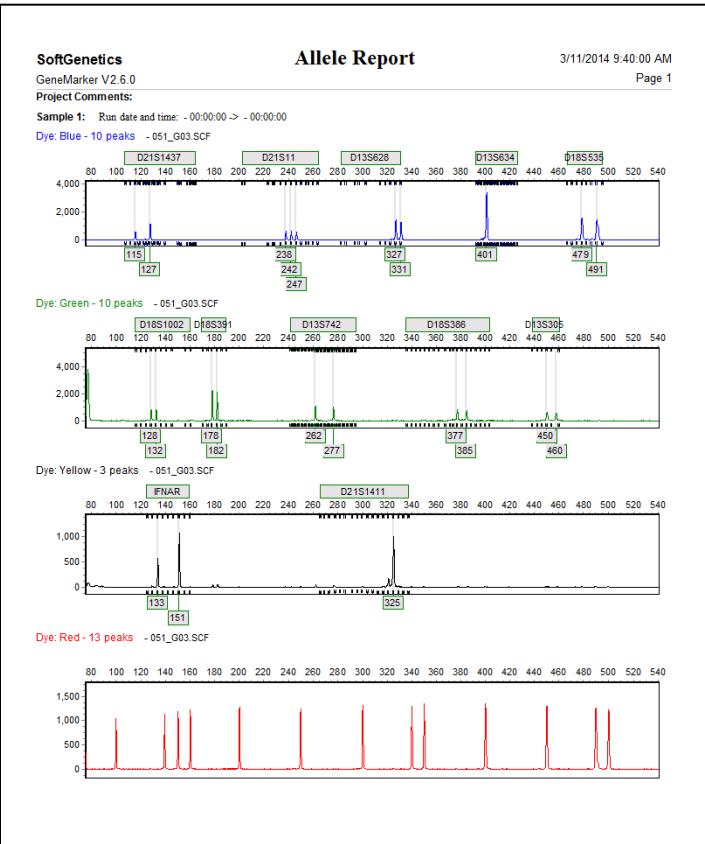 SoftGenetics Allele Report 3/11/2014 9:40:00 AM
GeneMarker V2.6.0 Page 1
Project Comments:
Sample 1: Run date and time: - 00:00:00 -> - 00:00:00
Dye: Blue - 10 peaks - 051_G03.SCF
D21S1437 D21S11 D13S628 D13S634 D18S535
80 100 120 140 160 180 200 220 240 260 280 300 320 340 360 380 400 420 440 460 480 500 520 540
4,000
2,000
0
115 238 327 401 479
127 242 331 491
247
Dye: Green - 10 peaks - 051_G03.SCF
D18S1002 D18S391 D13S742 D18S386 D13S305
80 100 120 140 160 180 200 220 240 260 280 300 320 340 360 380 400 420 440 460 480 500 520 540
4,000
2,000
0
128 178 262 377 450
132 182 277 385 460
Dye: Yellow - 3 peaks - 051_G03.SCF
IFNAR D21S1411
80 100 120 140 160 180 200 220 240 260 280 300 320 340 360 380 400 420 440 460 480 500 520 540
1,000
500
0
133 325
151
Dye: Red - 13 peaks - 051_G03.SCF
80 100 120 140 160 180 200 220 240 260 280 300 320 340 360 380 400 420 440 460 480 500 520 540
1,500
1,000
500
0